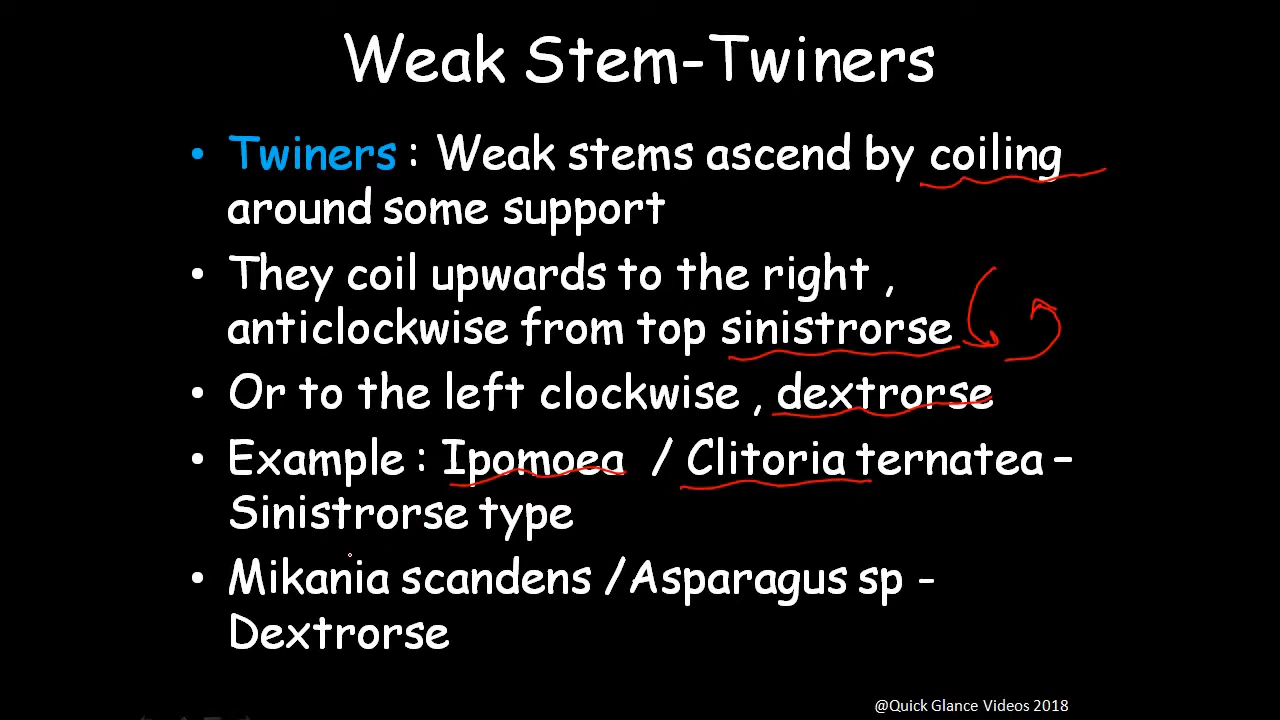 Weak Stem-Twiners
• Twiners : Weak stems ascend by coiling
around some support
• They coil upwards to the right ,
anticlockwise from top sinistrorse
• Or to the left clockwise , dextrorse
• Example : Ipomoea / Clitoria ternatea –
Sinistrorse type
• Mikania scandens /Asparagus sp -
Dextrorse
@Quick Glance Videos 2018